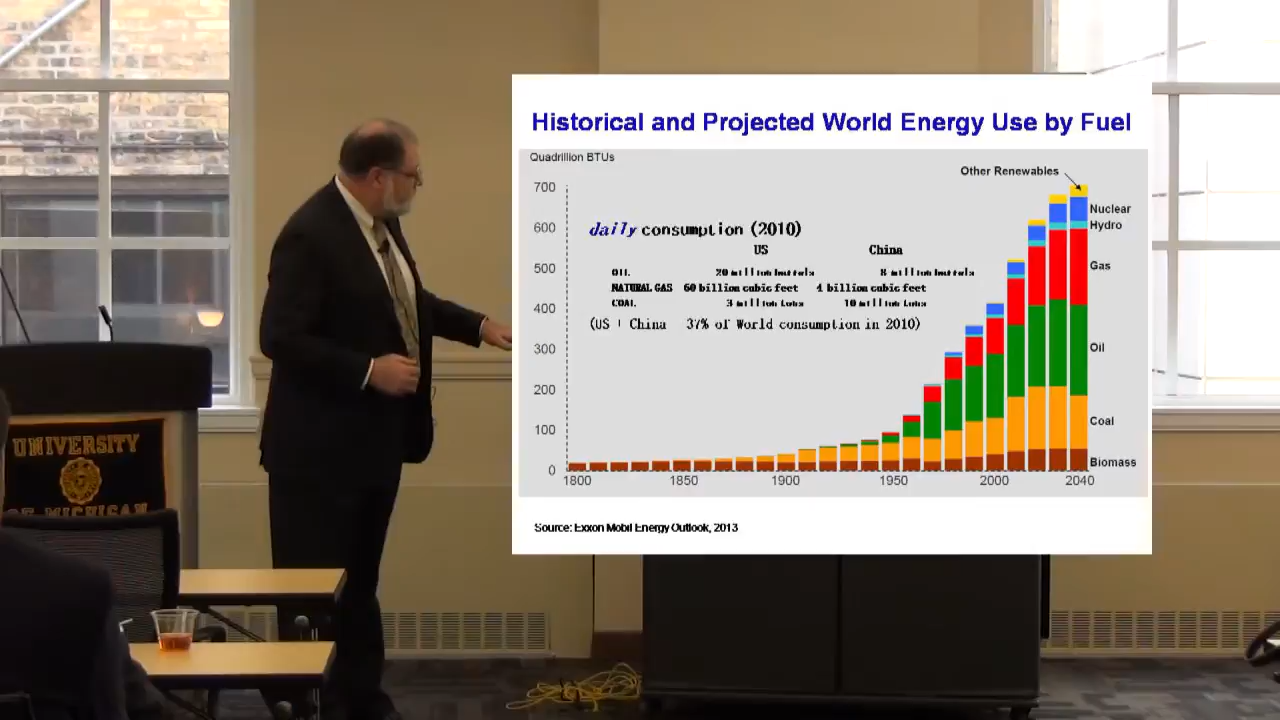 Historical and Projected World Energy Use by Fuel
Quadrillion BTUs
Other Renewables
700
600
500
400
300
200
100
0
daily consumption (2010)
US China
OIL 20 million barrels 8 million barrels
NATURAL GAS 60 billion cubic feet 4 billion cubic feet
COAL 3 million tons 10 million tons
(US + China 37% of World consumption in 2010)
Nuclear
Hydro
Gas
Oil
Coal
Biomass
1800 1850 1900 1950 2000 2040
Source: Exxon Mobil Energy Outlook, 2013
UNIVERSITY
OF MICHIGAN